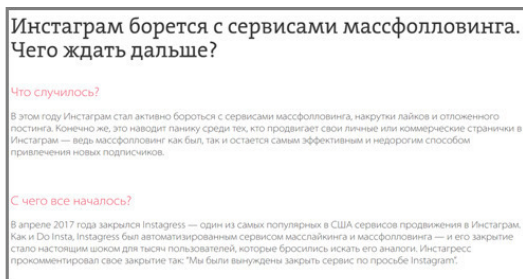 Инстаграм борется с сервисами массфолловинга.
Чего ждать дальше?
Что случилось?
В этом году Инстаграм стал активно бороться с сервисами массфолловинга, накрутки лайков и отложенного
постинга. Конечно же, это наводит панику среди тех, кто продвигает свои личные или коммерческие странички в
Инстаграм — ведь массфолловинг как был, так и остается самым эффективным и недорогим способом
привлечения новых подписчиков.
С чего все началось?
В апреле 2017 года закрылся Instagress — один из самых популярных в США сервисов продвижения в Инстаграм.
Как и Do Insta, Instagress был автоматизированным сервисом масслайкинга и массфолловинга — и его закрытие
стало настоящим шоком для тысяч пользователей, которые бросились искать его аналоги. Инстагресс
прокомментировал свое закрытие так: "Мы были вынуждены закрыть сервис по просьбе Instagram".